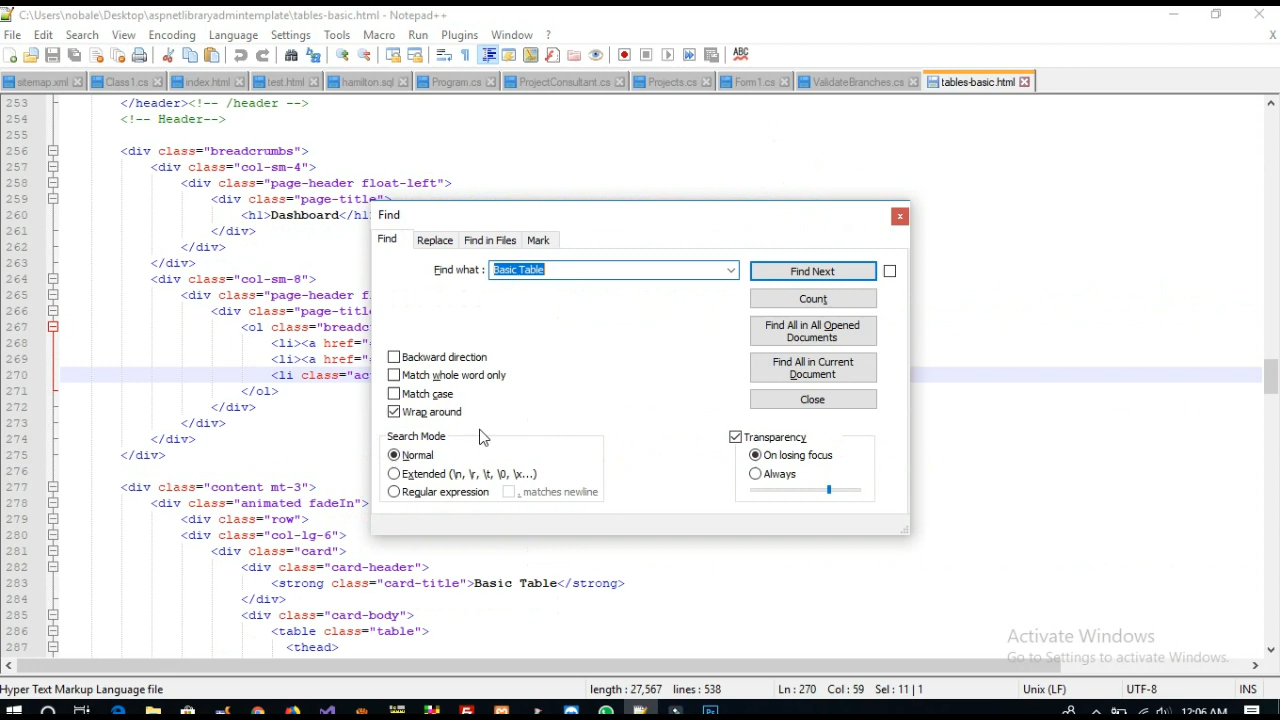 C:\Users\nobale\Desktop\aspnetlibraryadmintemplate\tables-basic.html - Notepad++
File Edit Search View Encoding Language Settings Tools Macro Run Plugins Window ? X
sitemap.xml Class1.cs index.html test.html hamilton.sql Program.cs ProjectConsultant.cs Projects.cs Form1.cs ValidateBranches.cs tables-basic.html
253 </header><!-- /header -->
254 <!-- Header-->
255
256 <div class="breadcrumbs">
257 <div class="col-sm-4">
258 <div class="page-header float-left">
259 <div class="page-title">
260 <h1>Dashboard</h1
261 </div>
262 </div>
263 </div>
264 <div class="col-sm-8">
265 <div class="page-header f
266 <div class="page-titl
267 <ol class="breadc
268 <li><a href="
269 <li><a href="
270 <li class="ac
271 </ol>
272 </div>
273 </div>
274 </div>
275 </div>
276
277 <div class="content mt-3">
278 <div class="animated fadeIn">
279 <div class="row">
280 <div class="col-lg-6">
281 <div class="card">
282 <div class="card-header">
283 <strong class="card-title">Basic Table</strong>
284 </div>
285 <div class="card-body">
286 <table class="table">
287 <thead>
Find x
Find Replace Find in Files Mark
Find what : Basic Table
Find Next
Count
Find All in All Opened
Documents
Find All in Current
Document
Close
Backward direction
Match whole word only
Match case
Wrap around
Search Mode
Normal
Extended (\n, \r, \t, \0, \x...)
Regular expression . matches newline
Transparency
On losing focus
Always
Activate Windows
Go to Settings to activate Windows.
Hyper Text Markup Language file length : 27,567 lines : 538 Ln : 270 Col : 59 Sel : 11 | 1 Unix (LF) UTF-8 INS
12:06 AM